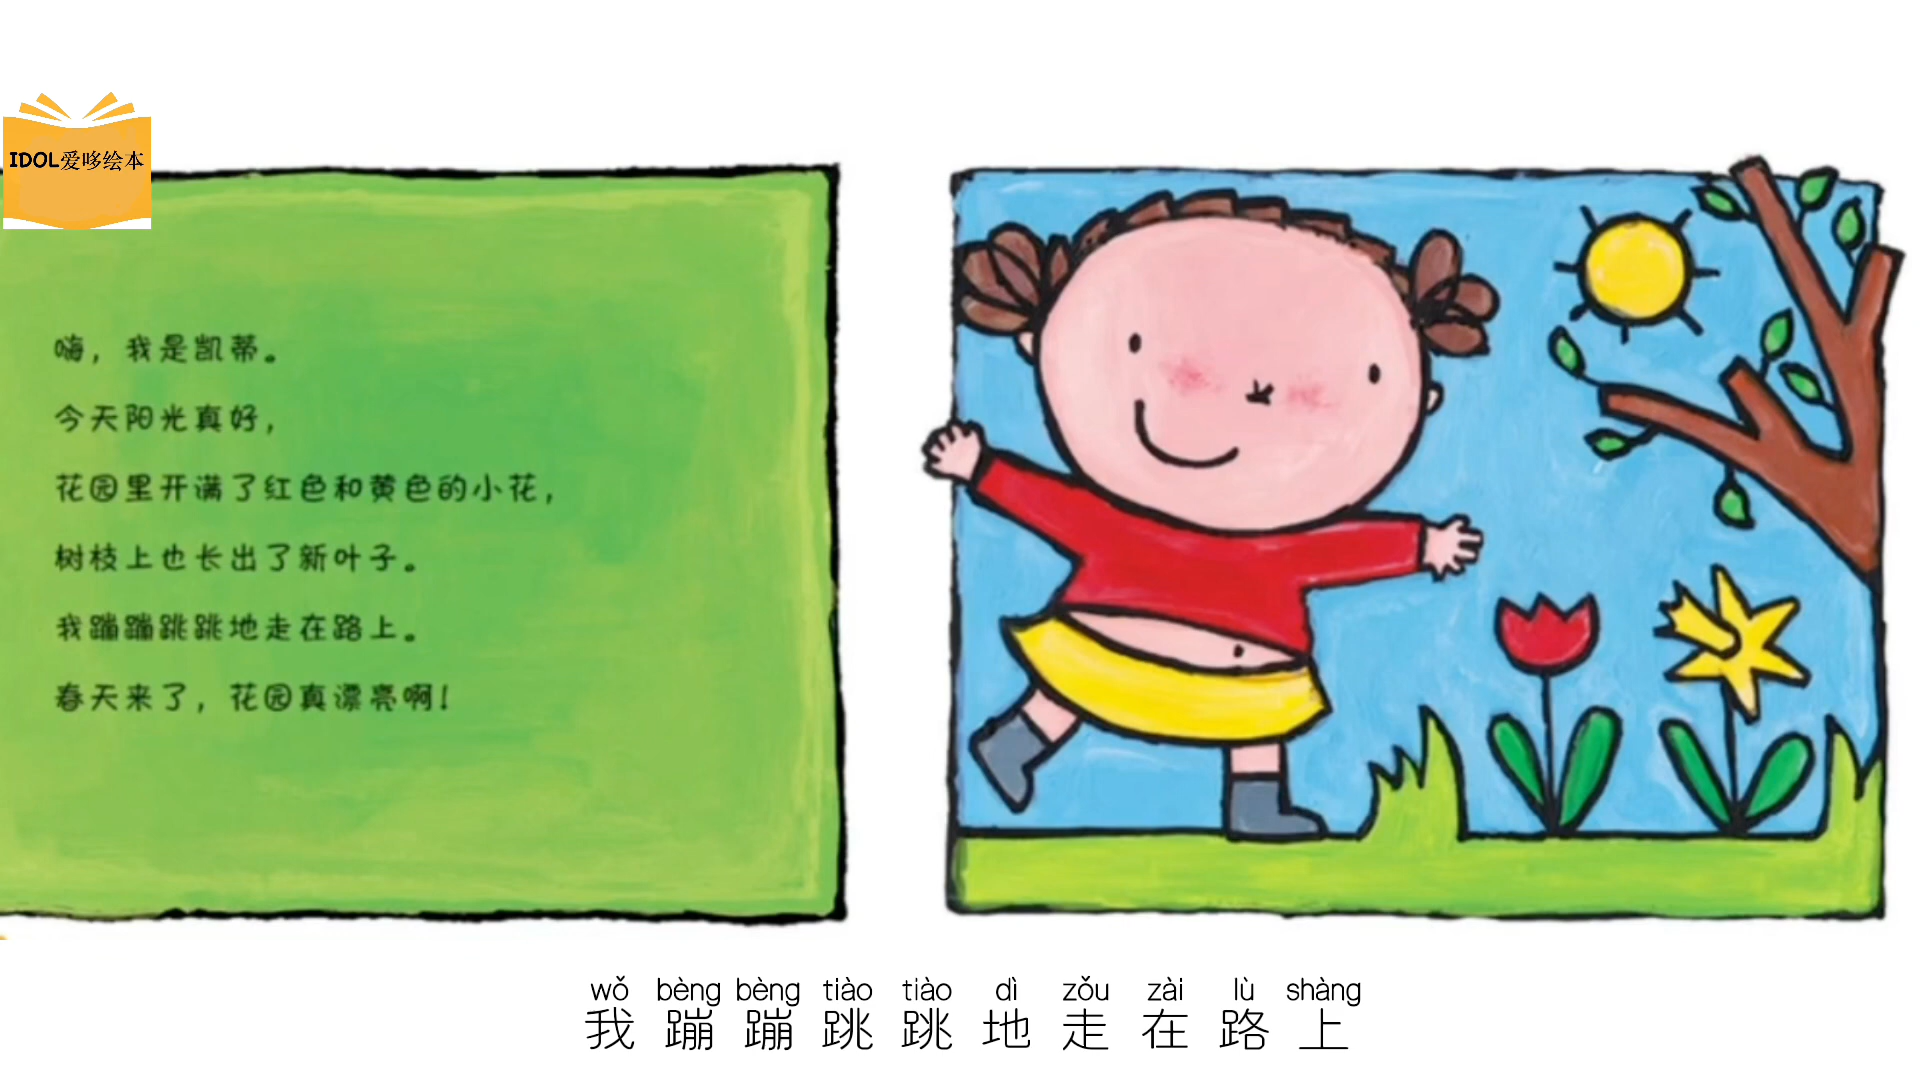 IDOL爱哆绘本
嗨，我是凯蒂。
今天阳光真好，
花园里开满了红色和黄色的小花，
树枝上也长出了新叶子。
我蹦蹦跳跳地走在路上。
春天来了，花园真漂亮啊！
wǒ bèng bèng tiào tiào dì zǒu zài lù shàng
我蹦蹦跳跳地走在路上